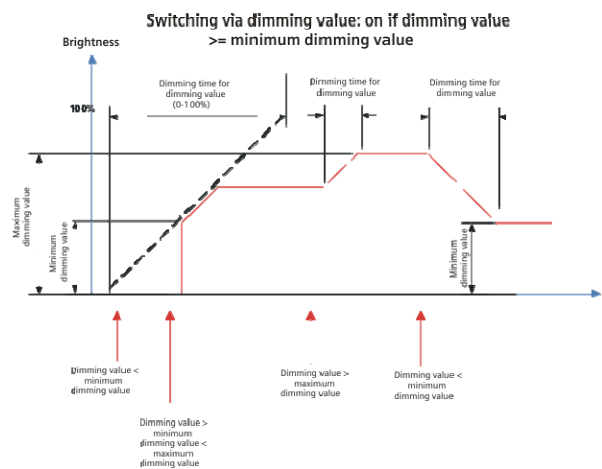 Switching via dimming value: on if dimming value
>= minimum dimming value
Brightness
Dimming time for
dimming value
(0-100%)
Dimming time for
dimming value
Dimming time for
dimming value
100%
Maximum
dimming value
Minimum
dimming value
Minimum
dimming value
Dimming value <
minimum
dimming value
Dimming value >
minimum
dimming value <
maximum
dimming value
Dimming value >
maximum
dimming value
Dimming value <
minimum
dimming value